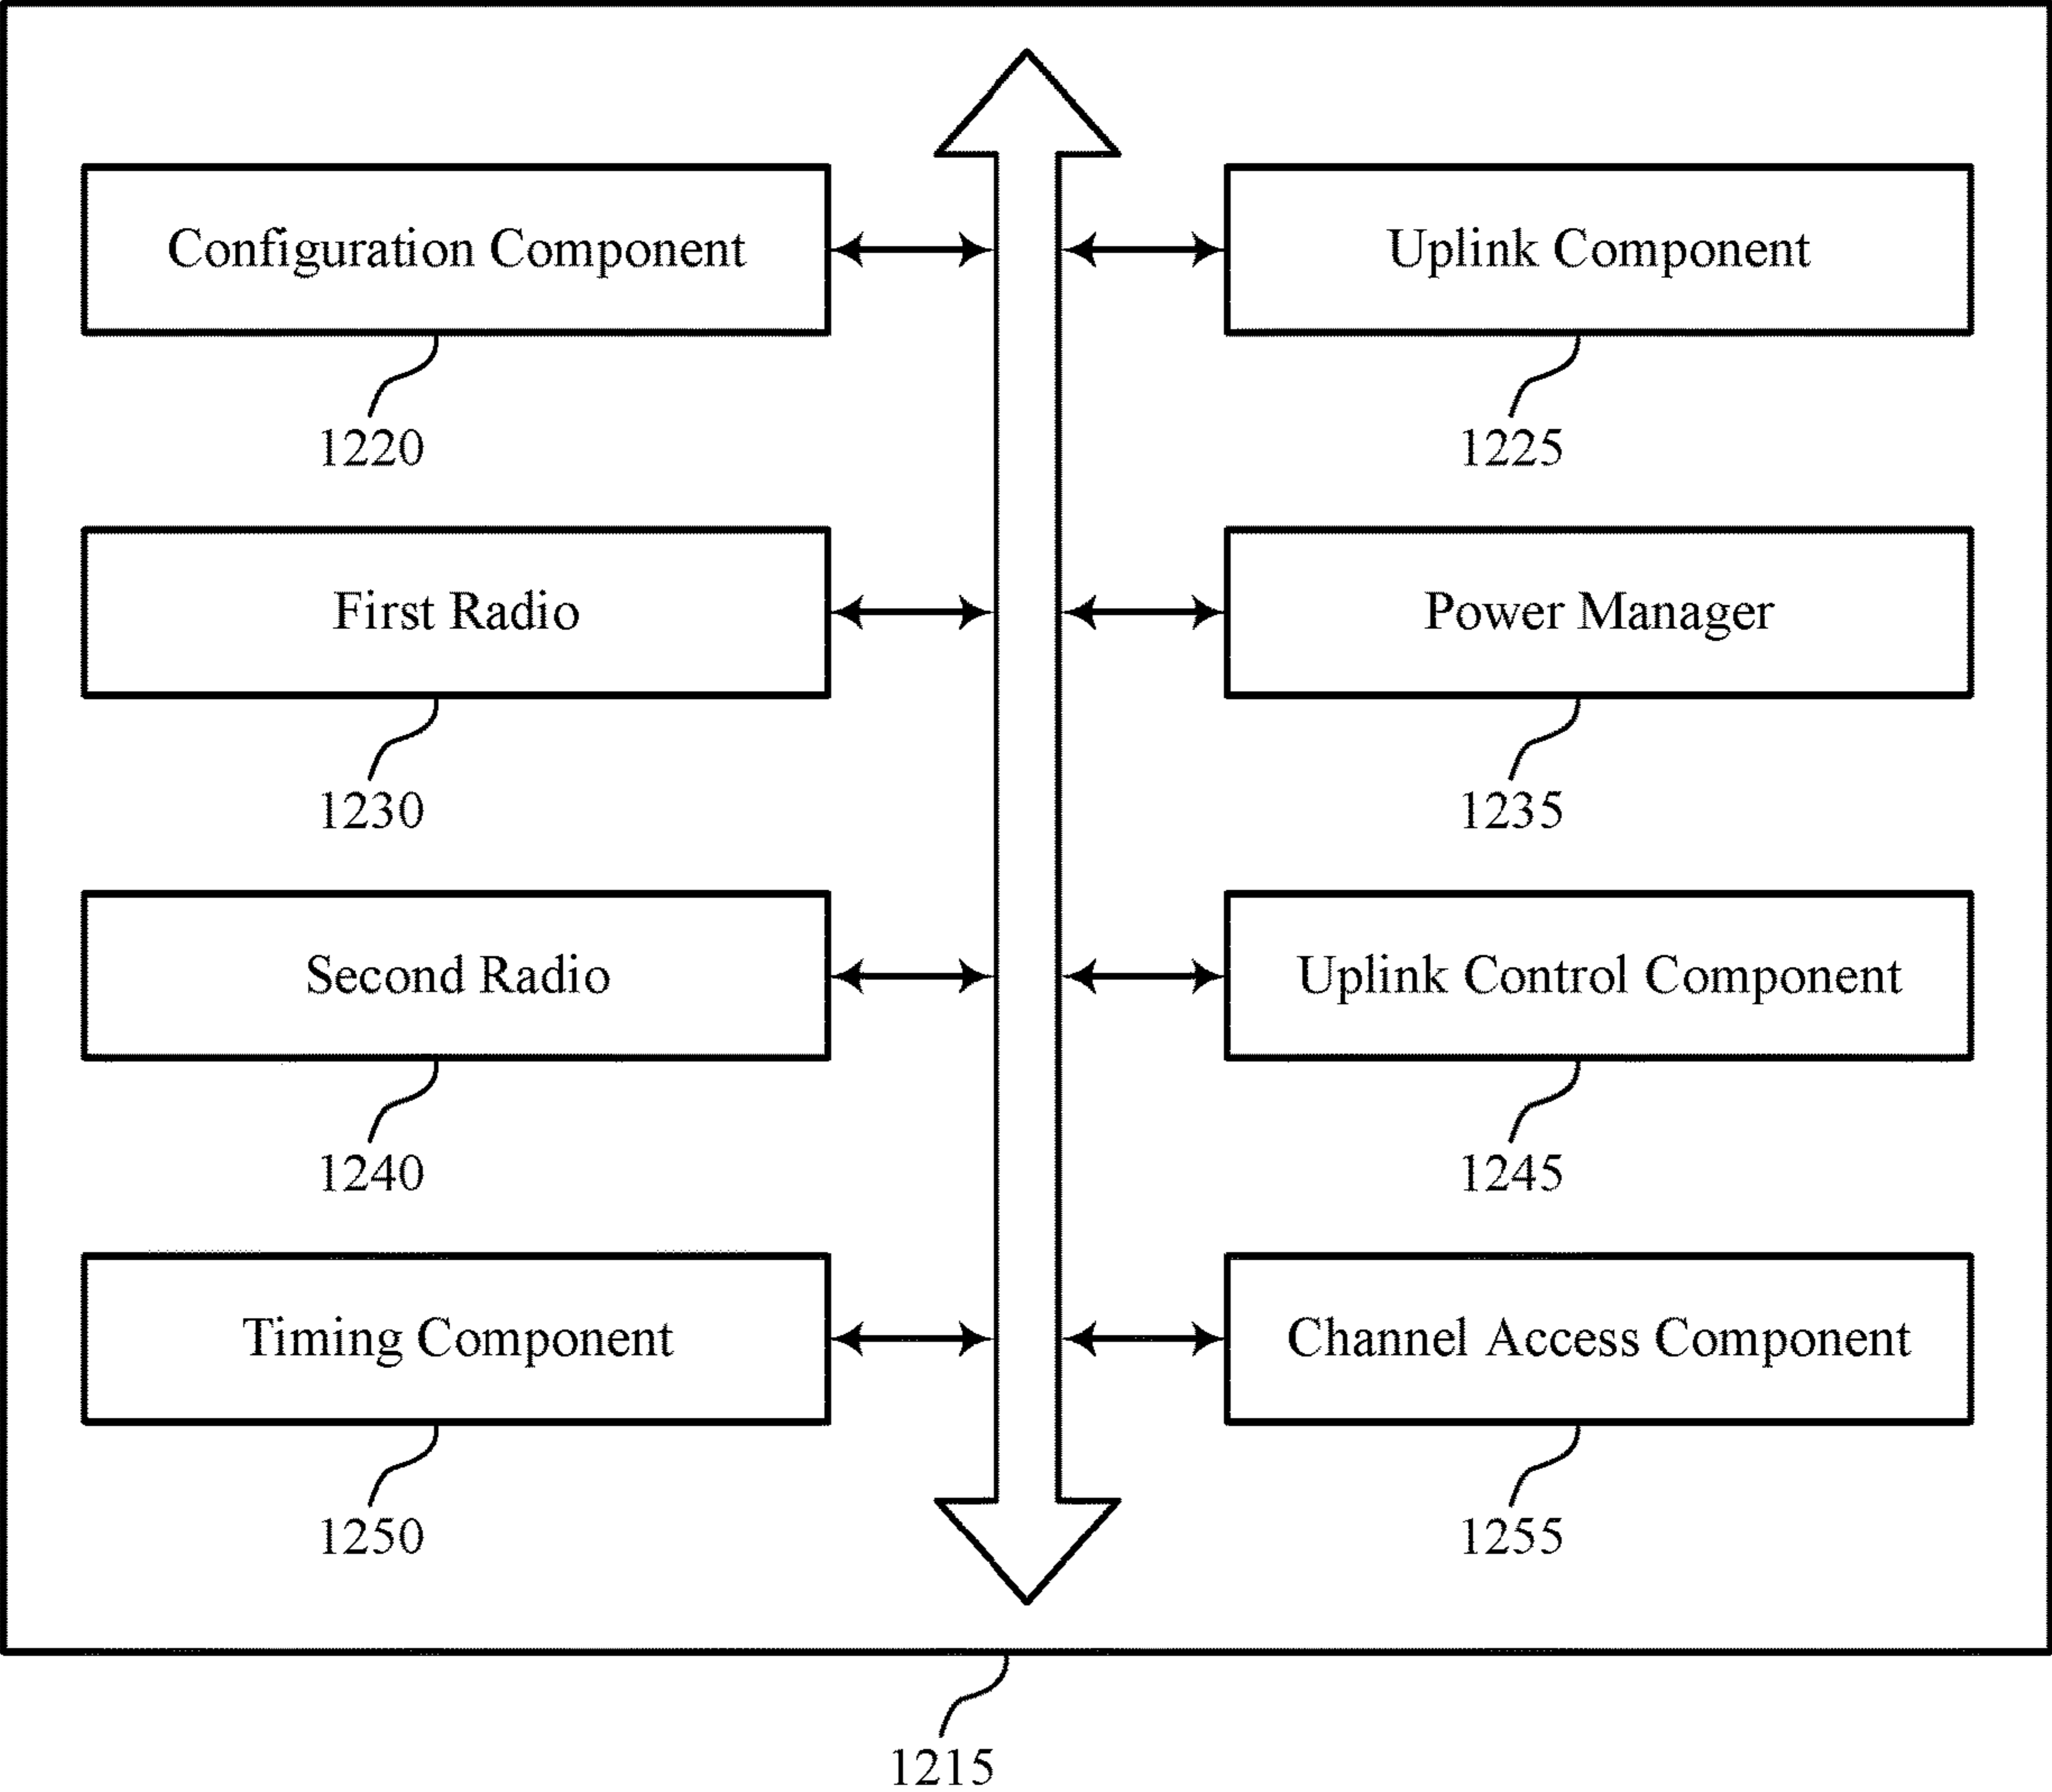 Configuration Component
Uplink Component
1220
1225
First Radio
Power Manager
1230
1235
Second Radio
Uplink Control Component
1240
1245
Timing Component
Channel Access Component
1250
1255
1215